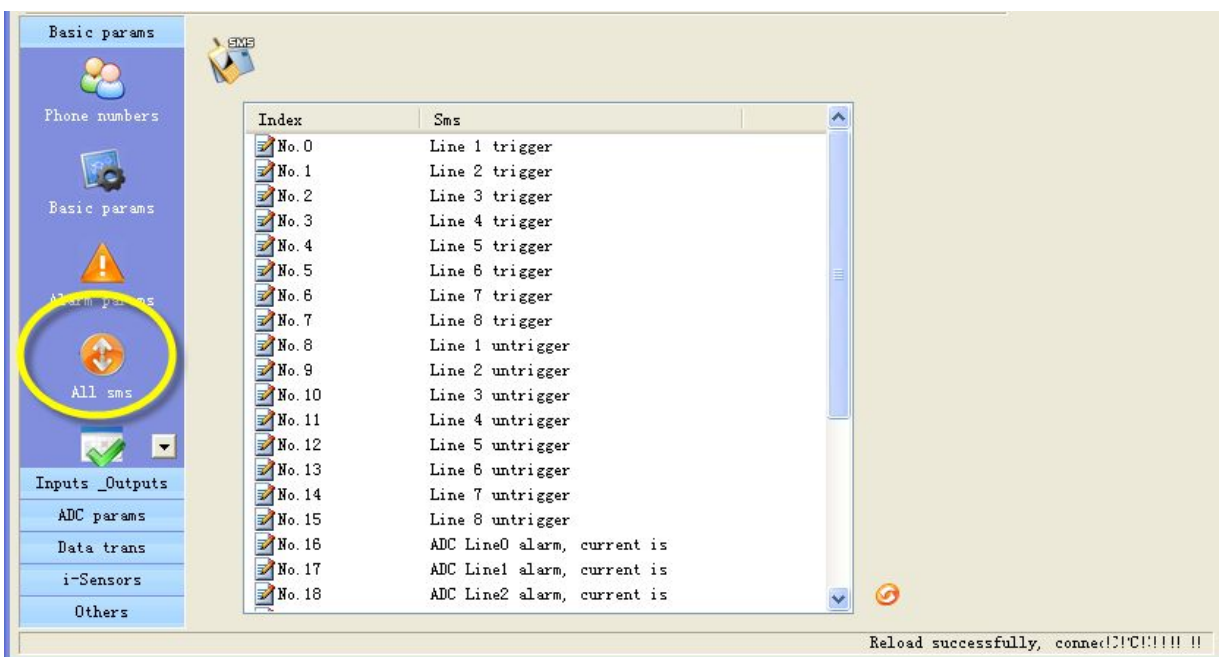 Basic params
Phone numbers
Basic params
Alarm params
All sms
Inputs _Outputs
ADC params
Data trans
i-Sensors
Others
SMS
Index Sms
No. 0 Line 1 trigger
No. 1 Line 2 trigger
No. 2 Line 3 trigger
No. 3 Line 4 trigger
No. 4 Line 5 trigger
No. 5 Line 6 trigger
No. 6 Line 7 trigger
No. 7 Line 8 trigger
No. 8 Line 1 untrigger
No. 9 Line 2 untrigger
No. 10 Line 3 untrigger
No. 11 Line 4 untrigger
No. 12 Line 5 untrigger
No. 13 Line 6 untrigger
No. 14 Line 7 untrigger
No. 15 Line 8 untrigger
No. 16 ADC Line0 alarm, current is
No. 17 ADC Line1 alarm, current is
No. 18 ADC Line2 alarm, current is
Reload successfully,